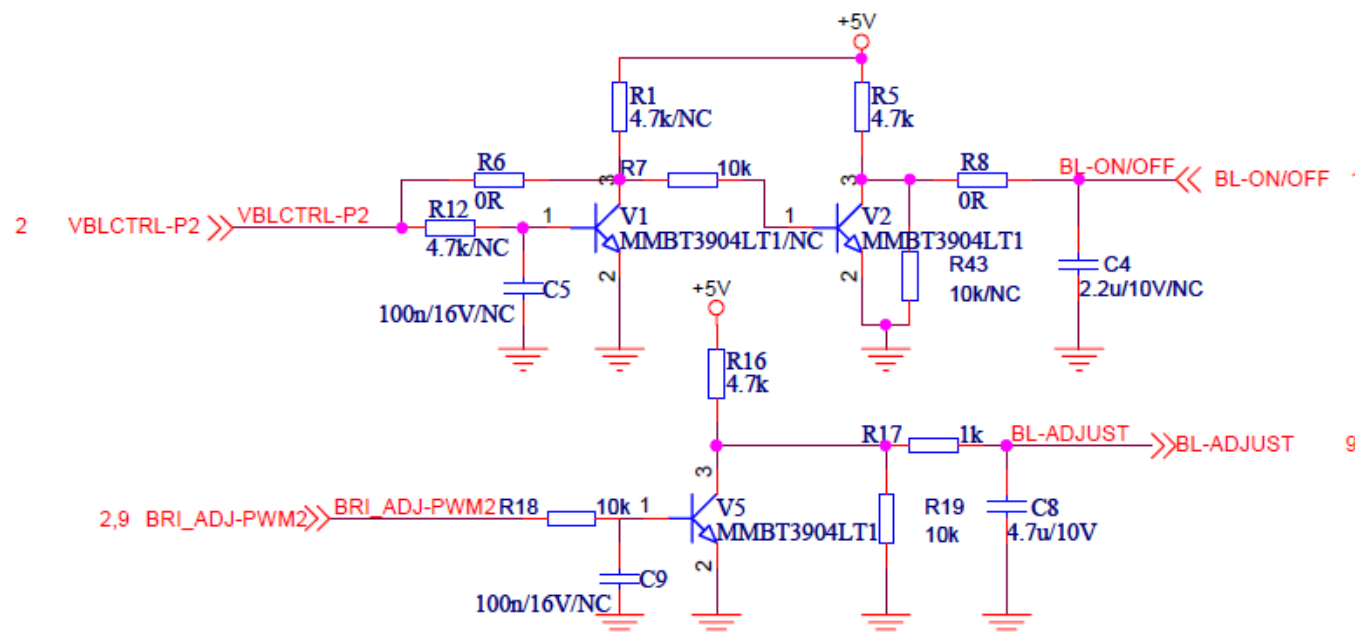 +5V
R1
4.7k/NC
R5
4.7k
R6
0R
R7
10k
R8
0R
BL-ON/OFF
BL-ON/OFF
3
3
2
VBLCTRL-P2
VBLCTRL-P2
R12
4.7k/NC
1
V1
MMBT3904LT1/NC
1
V2
MMBT3904LT1
2
2
C5
100n/16V/NC
R43
10k/NC
C4
2.2u/10V/NC
+5V
R16
4.7k
R17
1k
BL-ADJUST
BL-ADJUST
9
3
2,9
BRI_ADJ-PWM2
BRI_ADJ-PWM2
R18
10k
1
V5
MMBT3904LT1
R19
10k
C8
4.7u/10V
2
C9
100n/16V/NC